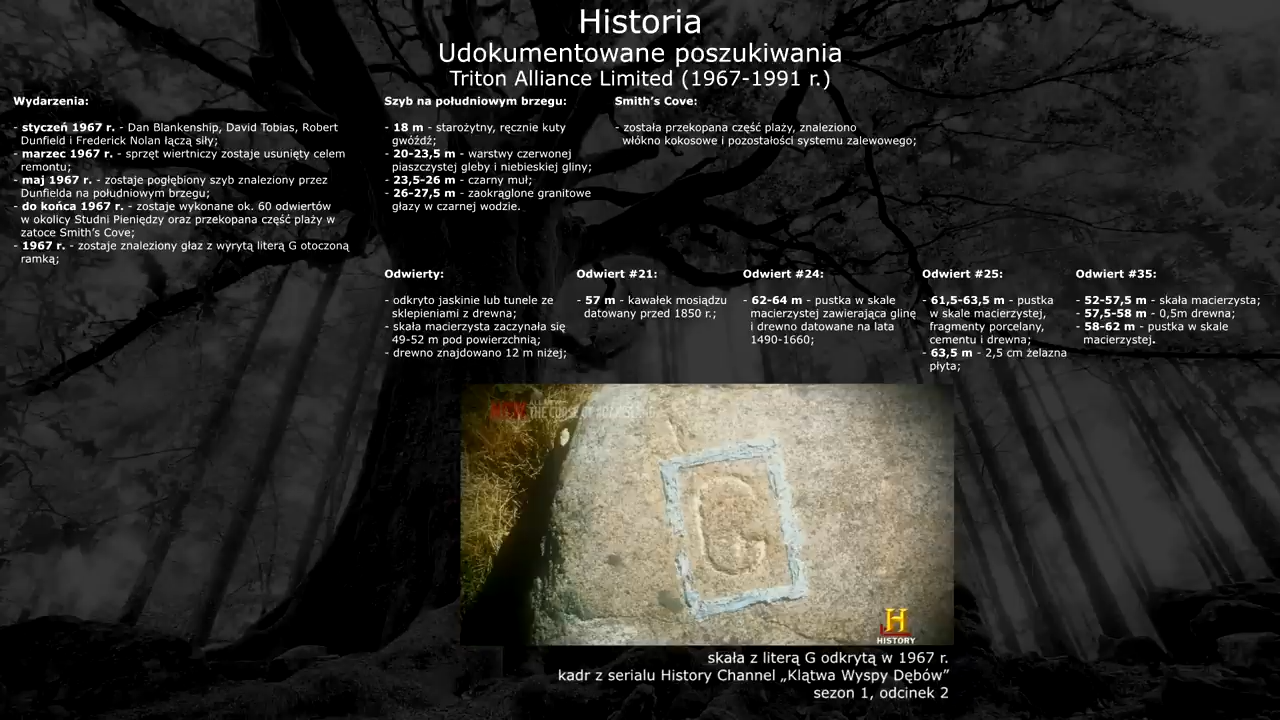 Historia
Udokumentowane poszukiwania
Triton Alliance Limited (1967-1991 r.)
Wydarzenia:
- styczeń 1967 r. - Dan Blankenship, David Tobias, Robert
Dunfield i Frederick Nolan łączą siły;
- marzec 1967 r. - sprzęt wiertniczy zostaje usunięty celem
remontu;
- maj 1967 r. - zostaje pogłębiony szyb znaleziony przez
Dunfielda na południowym brzegu;
- do końca 1967 r. - zostaje wykonane ok. 60 odwiertów
w okolicy Studni Pieniędzy oraz przekopana część plaży w
zatoce Smith's Cove;
- 1967 r. - zostaje znaleziony głaz z wyrytą literą G otoczoną
ramką;
Szyb na południowym brzegu:
- 18 m - starożytny, ręcznie kuty
gwóźdź;
- 20-23,5 m - warstwy czerwonej
piaszczystej gleby i niebieskiej gliny;
- 23,5-26 m - czarny muł;
- 26-27,5 m - zaokrąglone granitowe
głazy w czarnej wodzie.
Smith's Cove:
- została przekopana część plaży, znaleziono
włókno kokosowe i pozostałości systemu zalewowego;
Odwierty:
- odkryto jaskinie lub tunele ze
sklepieniami z drewna;
- skała macierzysta zaczynała się
49-52 m pod powierzchnią;
- drewno znajdowano 12 m niżej;
Odwiert #21:
- 57 m - kawałek mosiądzu
datowany przed 1850 r.;
Odwiert #24:
- 62-64 m - pustka w skale
macierzystej zawierająca glinę
i drewno datowane na lata
1490-1660;
Odwiert #25:
- 61,5-63,5 m - pustka
w skale macierzystej,
fragmenty porcelany,
cementu i drewna;
- 63,5 m - 2,5 cm żelazna
płyta;
Odwiert #35:
- 52-57,5 m - skała macierzysta;
- 57,5-58 m - 0,5m drewna;
- 58-62 m - pustka w skale
macierzystej.
THE CURSE OF OAK ISLAND
G
H
HISTORY
skała z literą G odkrytą w 1967 r.
kadr z serialu History Channel „Klątwa Wyspy Dębów”
sezon 1, odcinek 2